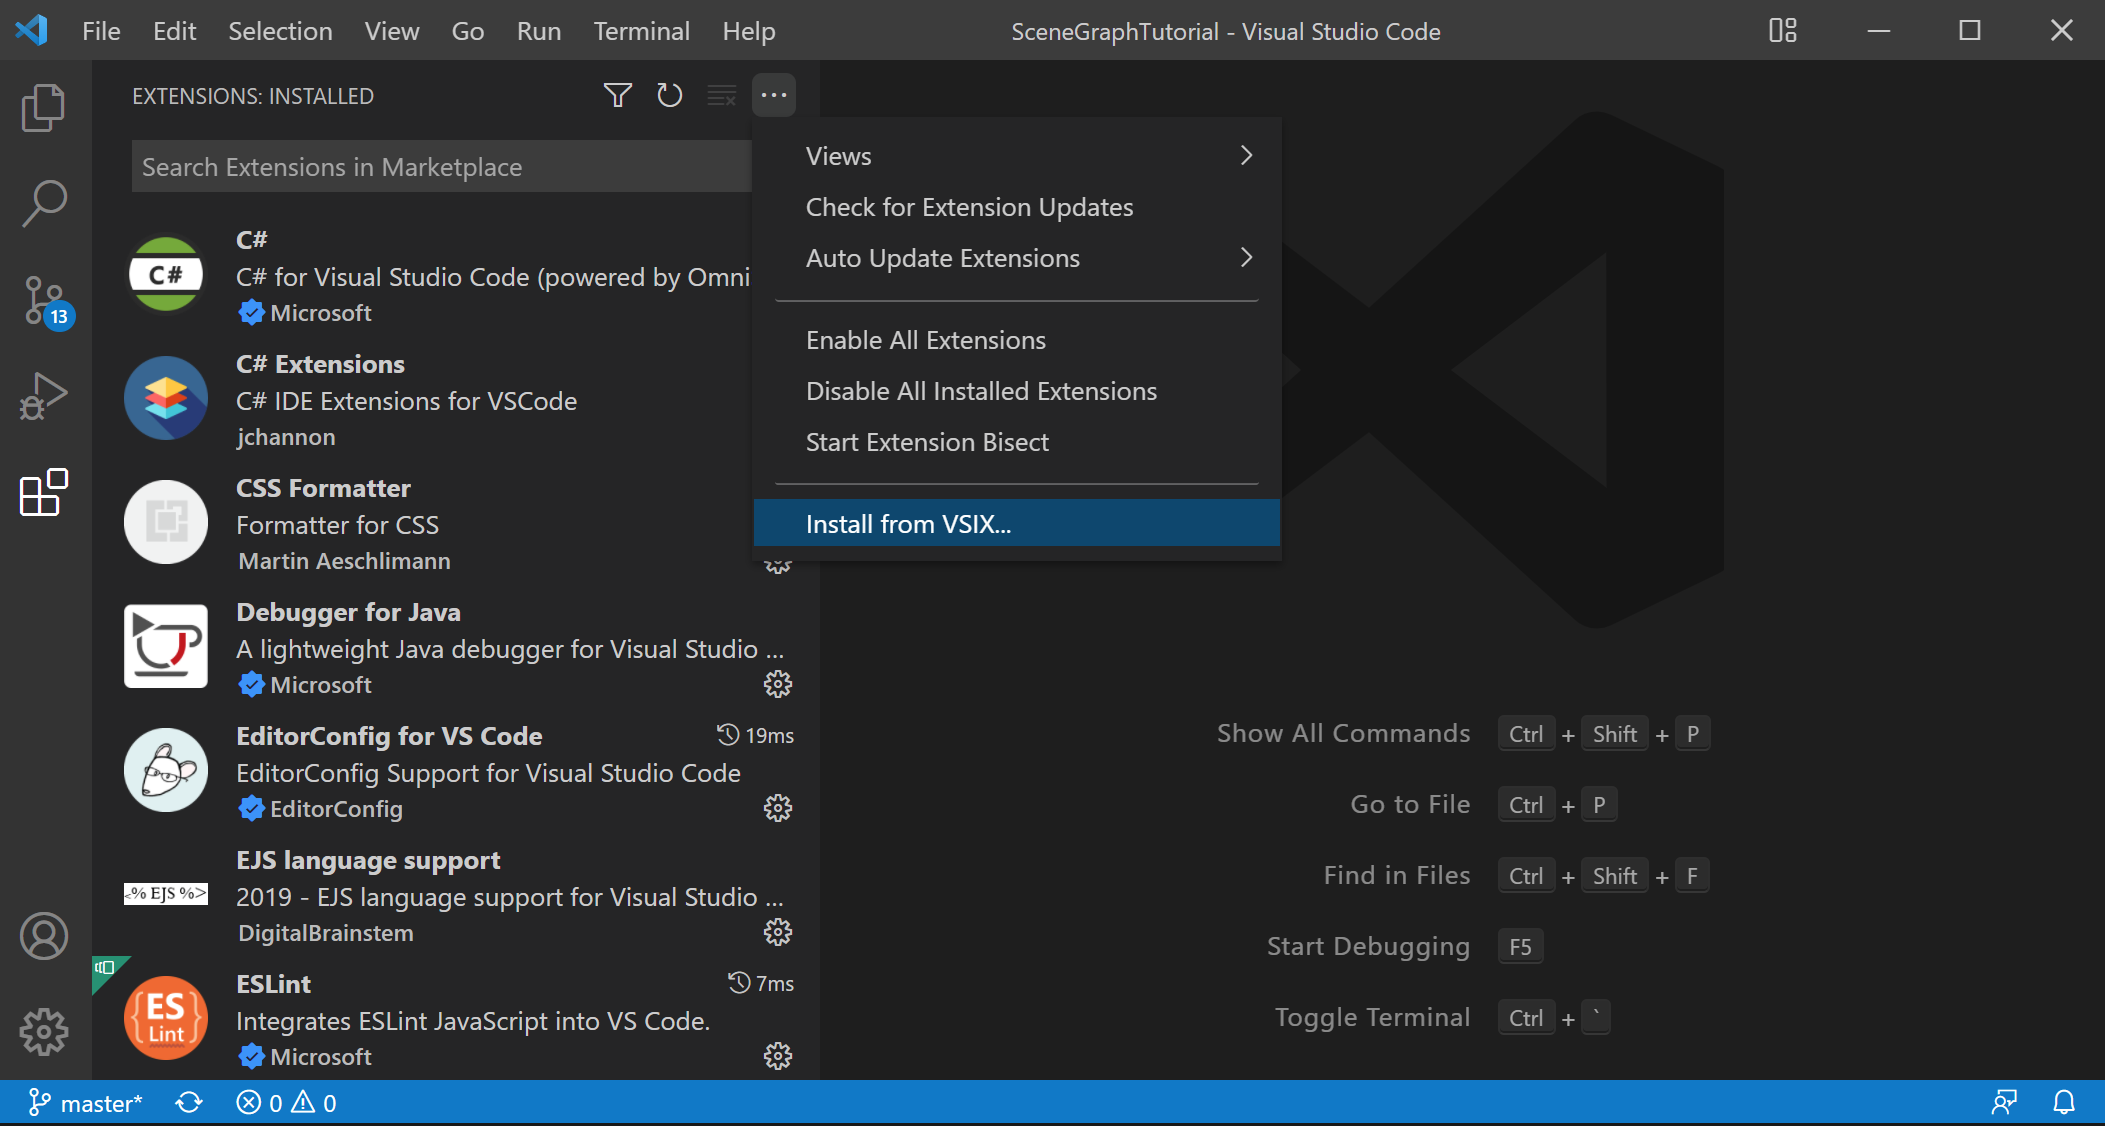 File Edit Selection View Go Run Terminal Help
SceneGraphTutorial - Visual Studio Code
EXTENSIONS: INSTALLED
Search Extensions in Marketplace
C#
C#
C# for Visual Studio Code (powered by Omni
Microsoft
C# Extensions
C# IDE Extensions for VSCode
jchannon
CSS Formatter
Formatter for CSS
Martin Aeschlimann
Debugger for Java
A lightweight Java debugger for Visual Studio ...
Microsoft
EditorConfig for VS Code
19ms
EditorConfig Support for Visual Studio Code
EditorConfig
<% EJS %>
EJS language support
2019 - EJS language support for Visual Studio ...
DigitalBrainstem
{ES}
Lint
ESLint
7ms
Integrates ESLint JavaScript into VS Code.
Microsoft
13
Views
Check for Extension Updates
Auto Update Extensions
Enable All Extensions
Disable All Installed Extensions
Start Extension Bisect
Install from VSIX...
Show All Commands Ctrl + Shift + P
Go to File Ctrl + P
Find in Files Ctrl + Shift + F
Start Debugging F5
Toggle Terminal Ctrl + `
master* 0 0